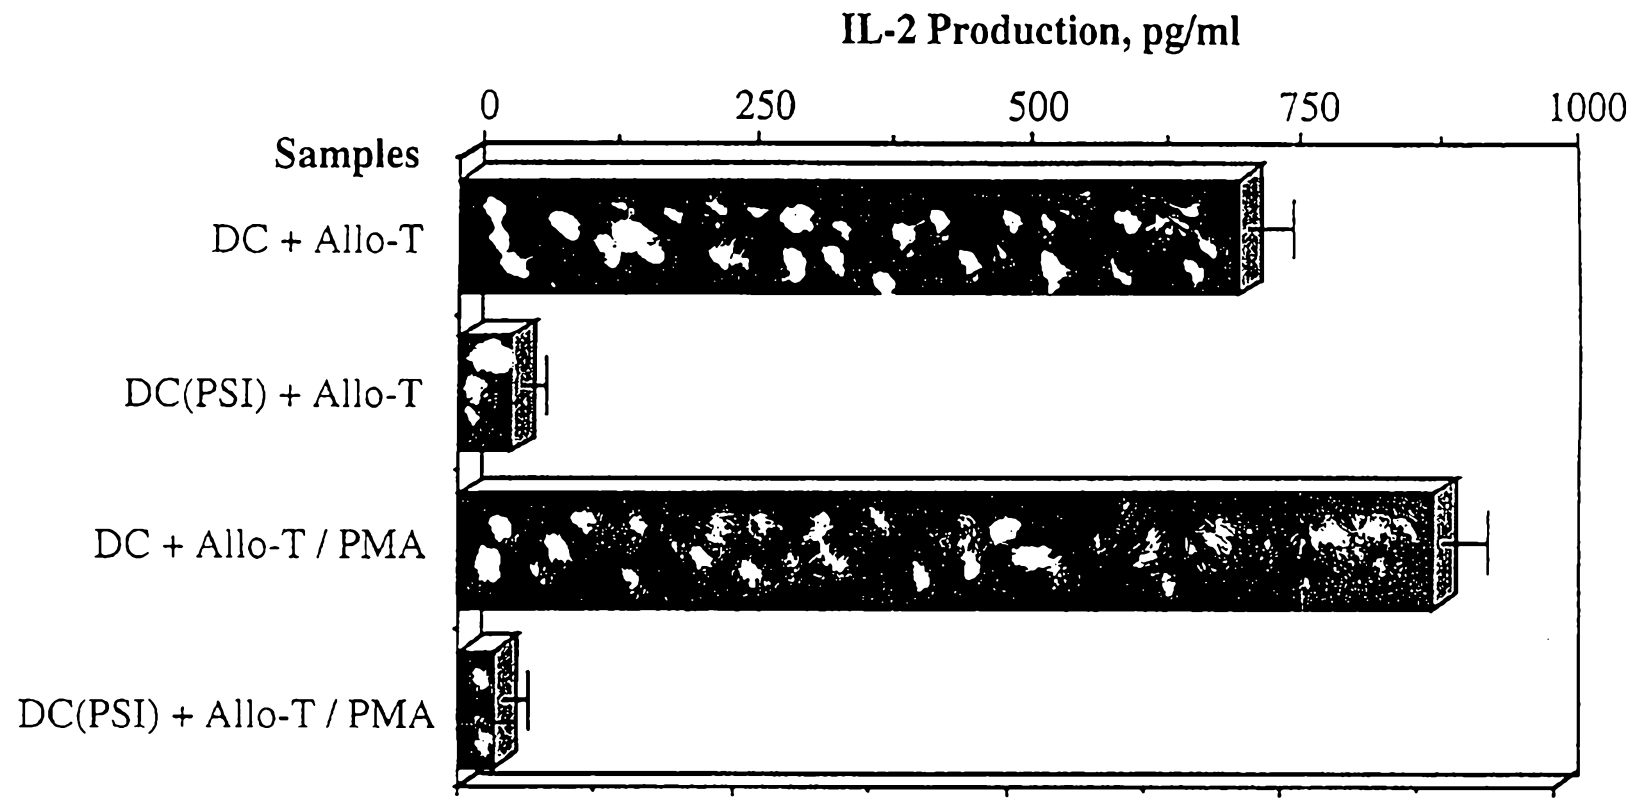 IL-2 Production, pg/ml
0 250 500 750 1000
Samples
DC + Allo-T
DC(PSI) + Allo-T
DC + Allo-T / PMA
DC(PSI) + Allo-T / PMA